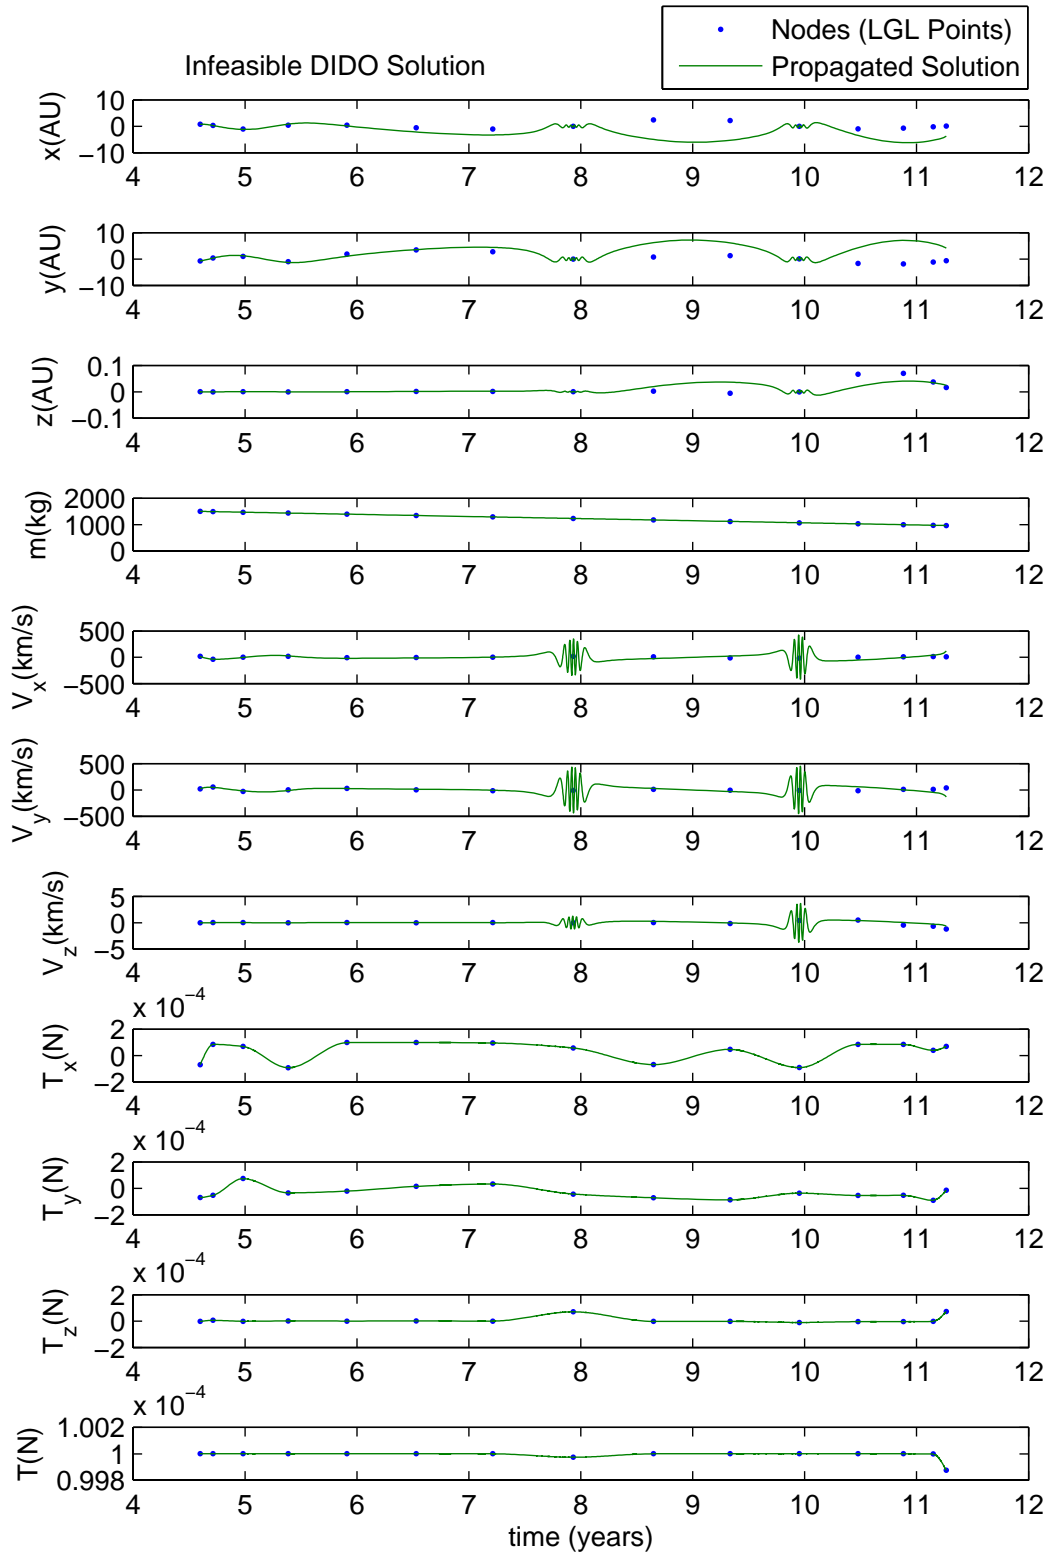 Nodes (LGL Points)
Infeasible DIDO Solution
Propagated Solution
x(AU)
10
0
−10
4 5 6 7 8 9 10 11 12
y(AU)
10
0
−10
4 5 6 7 8 9 10 11 12
z(AU)
0.1
0
−0.1
4 5 6 7 8 9 10 11 12
m(kg)
2000
1000
0
4 5 6 7 8 9 10 11 12
V_x(km/s)
500
0
−500
4 5 6 7 8 9 10 11 12
V_y(km/s)
500
0
−500
4 5 6 7 8 9 10 11 12
V_z(km/s)
5
0
−5
4 5 6 7 8 9 10 11 12
x 10^−4
T_x(N)
2
0
−2
4 5 6 7 8 9 10 11 12
x 10^−4
T_y(N)
2
0
−2
4 5 6 7 8 9 10 11 12
x 10^−4
T_z(N)
2
0
−2
4 5 6 7 8 9 10 11 12
x 10^−4
T(N)
1.002
1
0.998
4 5 6 7 8 9 10 11 12
time (years)